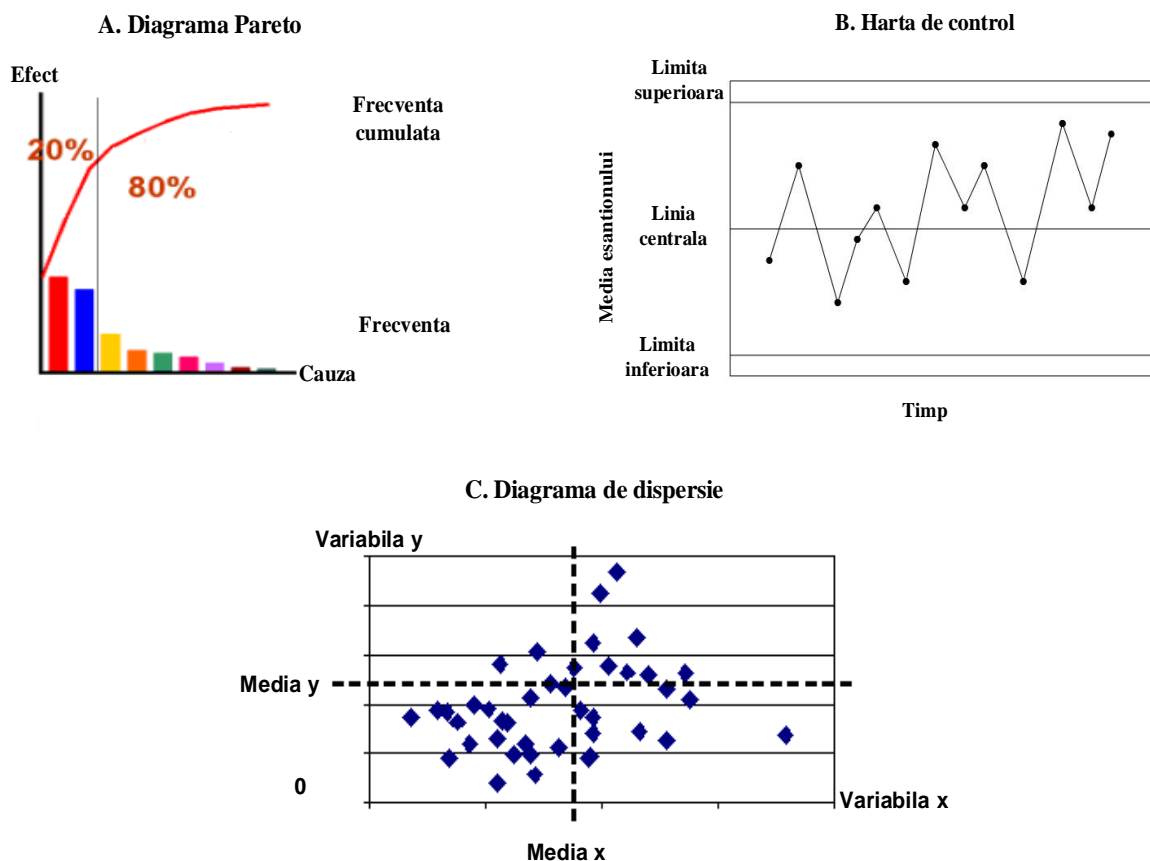 A. Diagrama Pareto
Efect
Frecventa
cumulata
20%
80%
Frecventa
Cauza
B. Harta de control
Limita
superioara
Media esantionului
Linia
centrala
Limita
inferioara
Timp
C. Diagrama de dispersie
Variabila y
Media y
0
Variabila x
Media x